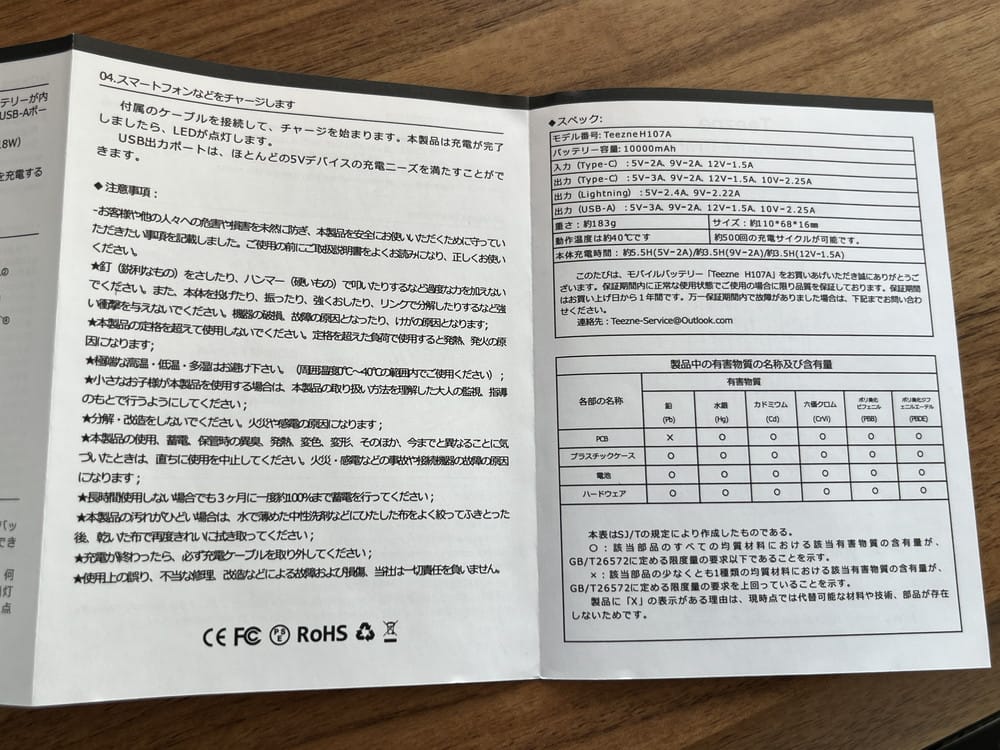 テリーが内
USB-Aポー
8W)
を充電する
04.スマートフォンなどをチャージします
付属のケーブルを接続して、チャージを始まります。本製品は充電が完了
しましたら、LEDが点灯します。
USB出力ポートは、ほとんどの5Vデバイスの充電ニーズを満たすことがで
きます。
◆注意事項：
-お客様や他の人々への危害や損害を未然に防ぎ、本製品を安全にお使いいただくために守ってい
ただきたい事項を記載しました。ご使用の前にご取扱説明書をよくお読みになり、正しくお使い
ください。
★釘（鋭利なもの）をさしたり、ハンマー（硬いもの）で叩いたりするなど過度な力を加えない
でください。また、本体を投げたり、振ったり、強くおしたり、リンクで分解したりするなど強
い衝撃を与えないでください。機器の破損、故障の原因となったり、けがの原因となります；
★本製品の定格を超えて使用しないでください。定格を超えた負荷で使用すると発熱、発火の原
因になります；
★極端な高温・低温・多湿はお避け下さい。（周囲温度0℃～40℃の範囲内でご使用ください）；
★小さなお子様が本製品を使用する場合は、本製品の取り扱い方法を理解した大人の監視、指導
のもとで行うようにしてください；
★分解・改造をしないでください。火災や感電の原因になります；
★本製品の使用、蓄電、保管時の異臭、発熱、変色、変形、そのほか、今までと異なることに気
づいたときは、直ちに使用を中止してください。火災・感電などの事故や接続機器の故障の原因
になります；
★長時間使用しない場合でも３ヶ月に一度約100%まで蓄電を行ってください；
★本製品の汚れがひどい場合は、水で薄めた中性洗剤などにひたした布をよく絞ってふきとった
後、乾いた布で再度きれいに拭き取ってください；
★充電が終わったら、必ず充電ケーブルを取り外してください；
★使用上の誤り、不当な修理、改造などによる故障および損傷、当社は一切責任を負いません。
CE FC PSE RoHS
◆スペック:
モデル番号: TeezneH107A
バッテリー容量: 10000mAh
入力（Type-C）: 5V-2A、9V-2A、12V-1.5A
出力（Type-C）: 5V-3A、9V-2A、12V-1.5A、10V-2.25A
出力（Lightning）: 5V-2.4A、9V-2.22A
出力（USB-A）: 5V-3A、9V-2A、12V-1.5A、10V-2.25A
重さ：約183g サイズ：約110*68*16㎜
動作温度は約40℃です 約500回の充電サイクルが可能です。
本体充電時間：約5.5H(5V-2A)/約3.5H(9V-2A)/約3.5H(12V-1.5A)
このたびは、モバイルバッテリー「Teezne H107A」をお買いあげいただき誠にありがとうご
ざいます。保証期間内に正常な使用状態でご使用の場合に限り品質を保証しております。保証期間
はお買い上げ日から１年間です。万一保証期間内で故障がありました場合は、下記までお問い合わ
せください。
連絡先：Teezne-Service@Outlook.com
製品中の有害物質の名称及び含有量
各部の名称 有害物質
鉛 水銀 カドミウム 六価クロム ポリ臭化ビフェニル ポリ臭化ジフェニルエーテル
(Pb) (Hg) (Cd) (CrVI) (PBB) (PBDE)
PCB X O O O O O
プラスチックケース O O O O O O
電池 O O O O O O
ハードウェア O O O O O O
本表はSJ/Tの規定により作成したものである。
○：該当部品のすべての均質材料における該当有害物質の含有量が、
GB/T26572に定める限度量の要求以下であることを示す。
×：該当部品の少なくとも1種類の均質材料における該当有害物質の含有量が、
GB/T26572に定める限度量の要求を上回っていることを示す。
製品に「X」の表示がある理由は、現時点では代替可能な材料や技術、部品が存在
しないためです。